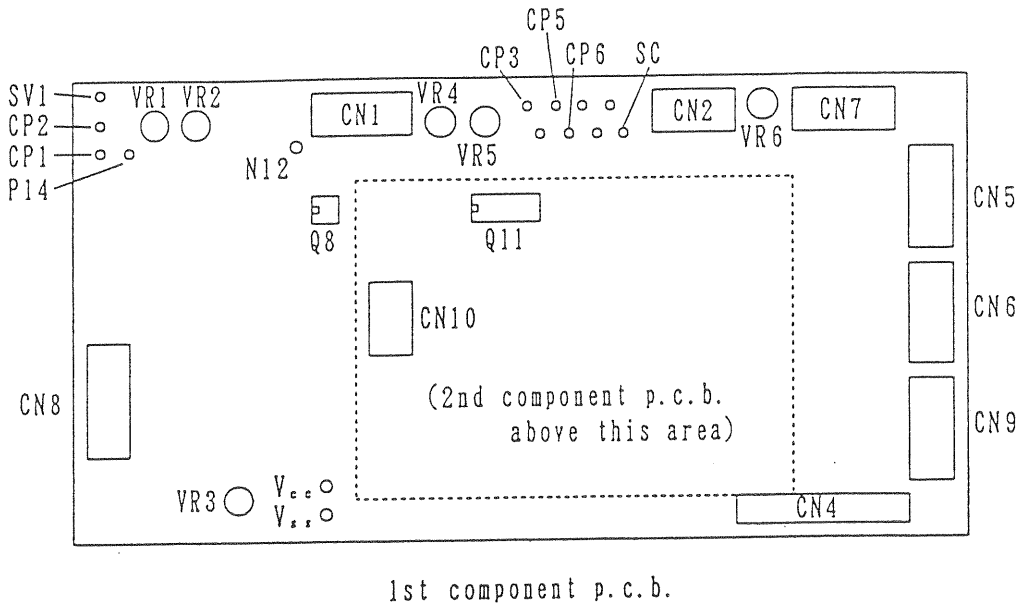 CP5
CP3 CP6 SC
SV1 VR1 VR2 CN1 VR4 CN2 CN7
CP2
CP1 N12 VR5 VR6
P14
CN5
Q8 Q11
CN10 CN6
CN8 (2nd component p.c.b.
above this area) CN9
VR3 Vcc
Vss CN4
1st component p.c.b.